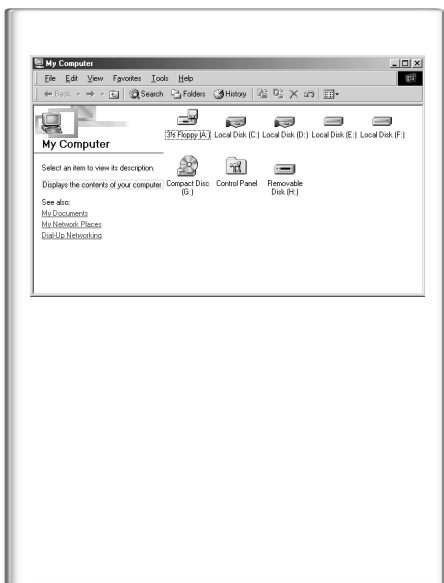 My Computer
File Edit View Favorites Tools Help
Back Search Folders History
My Computer
Select an item to view its description.
Displays the contents of your computer
See also:
My Documents
My Network Places
Dial-Up Networking
3½ Floppy (A:) Local Disk (C:) Local Disk (D:) Local Disk (E:) Local Disk (F:)
Compact Disc Control Panel Removable
(G:) Disk (H:)